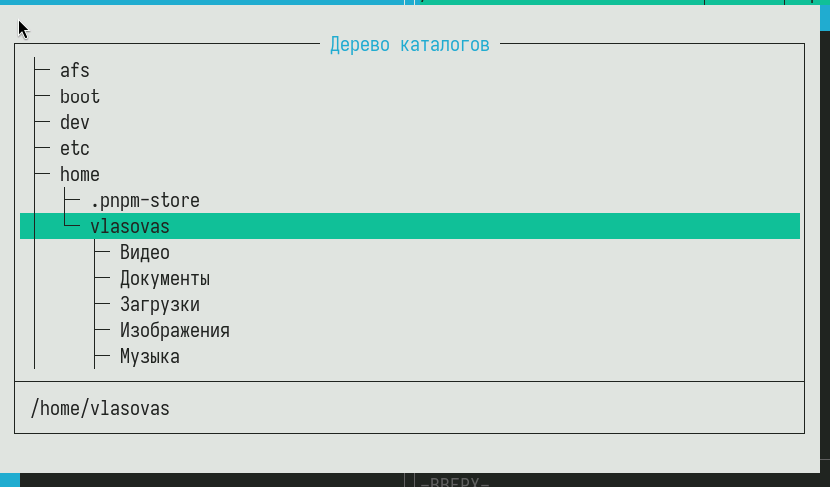 Дерево каталогов
afs
boot
dev
etc
home
.pnpm-store
vlasovas
Видео
Документы
Загрузки
Изображения
Музыка
/home/vlasovas
-ВВЕРХ-